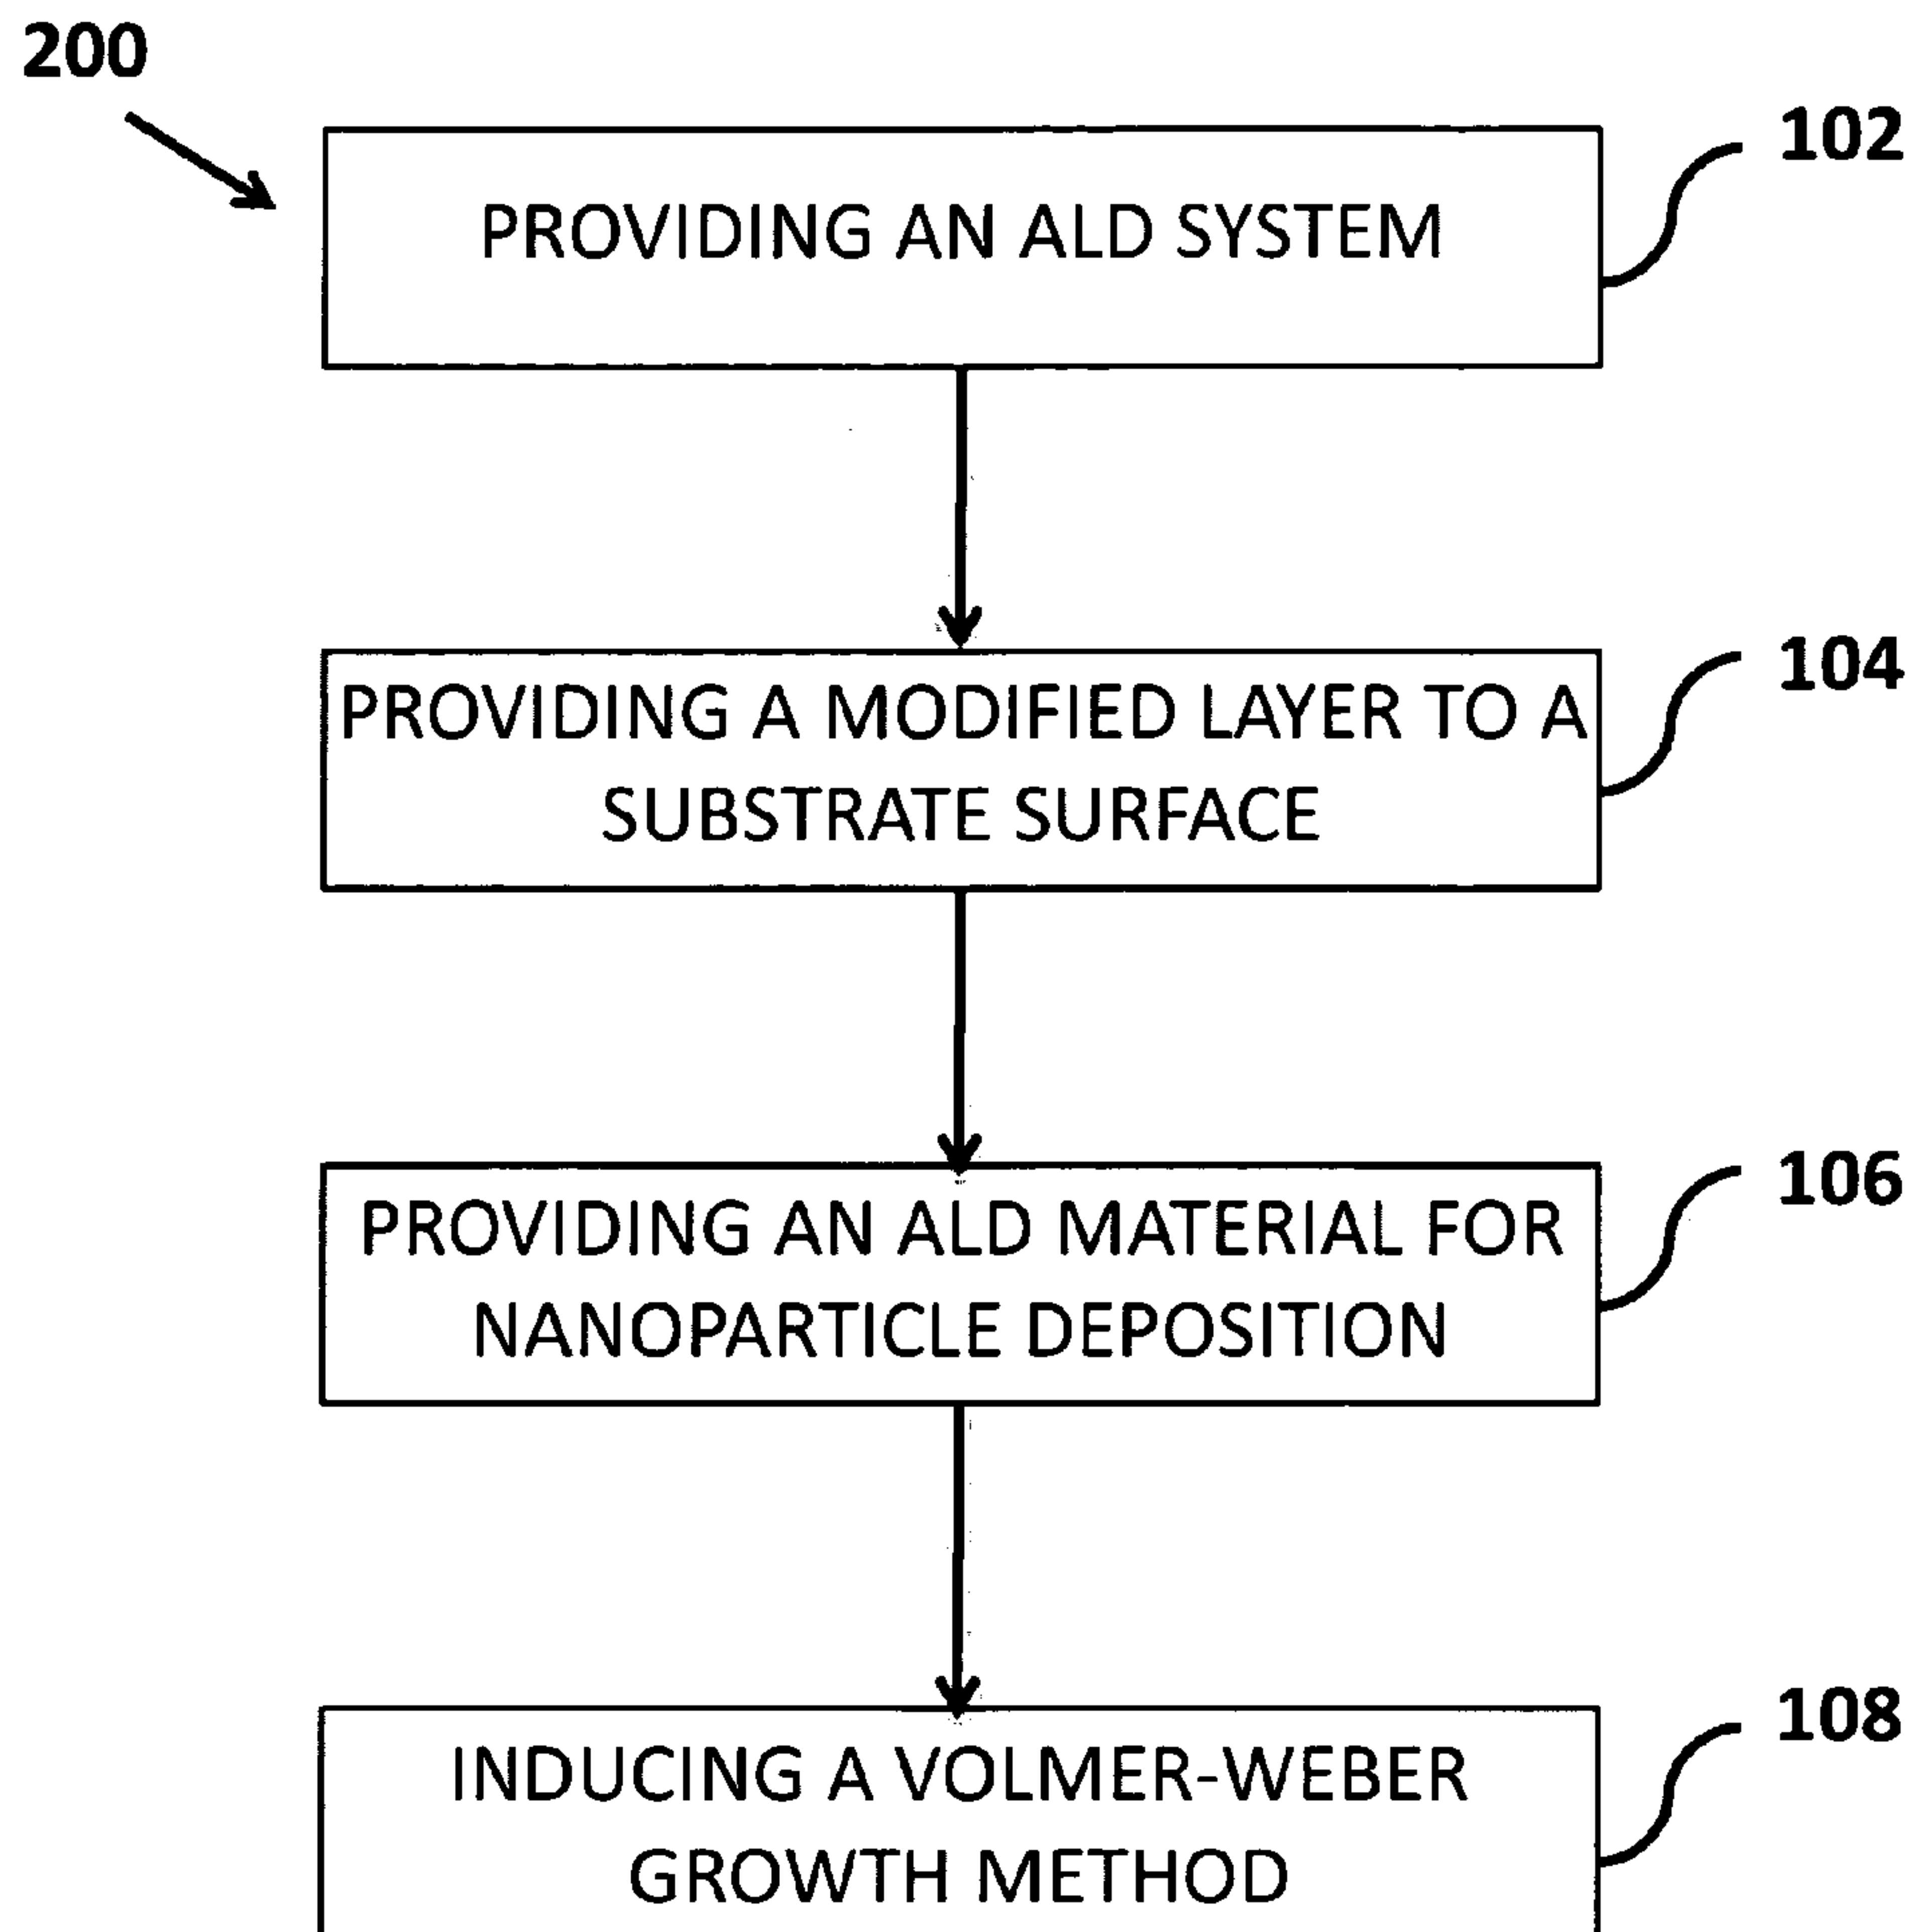 200
102
PROVIDING AN ALD SYSTEM
104
PROVIDING A MODIFIED LAYER TO A
SUBSTRATE SURFACE
106
PROVIDING AN ALD MATERIAL FOR
NANOPARTICLE DEPOSITION
108
INDUCING A VOLMER-WEBER
GROWTH METHOD